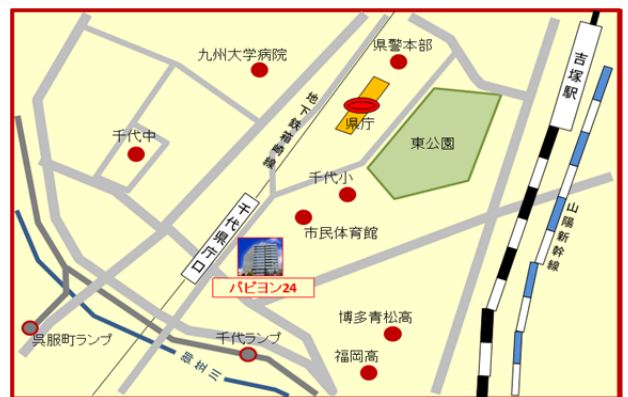 九州大学病院
県警本部
吉塚駅
地下鉄箱崎線
県庁
東公園
千代中
千代小
千代県庁口
市民体育館
山陽新幹線
パピヨン24
呉服町ランプ
千代ランプ
御笠川
博多青松高
福岡高